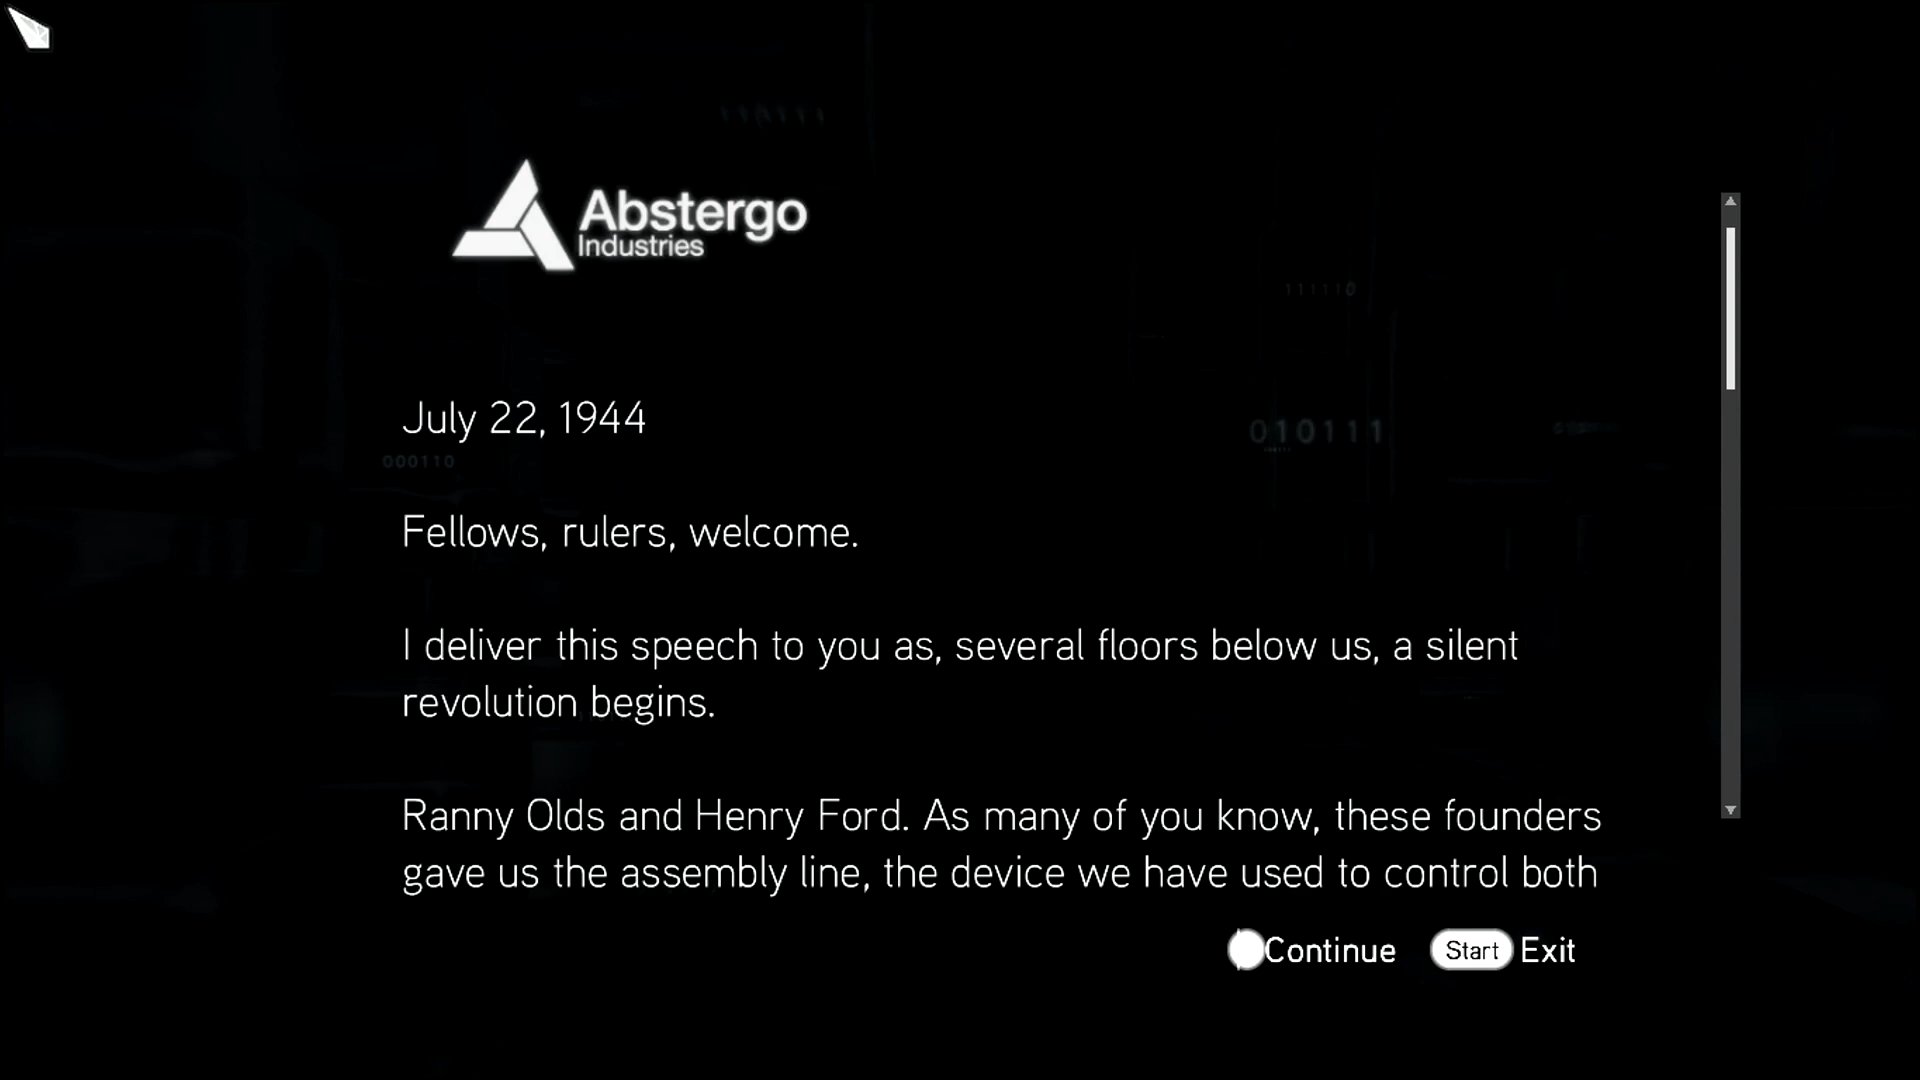 111111
Abstergo
Industries
111110
July 22, 1944
010111
000110
Fellows, rulers, welcome.
I deliver this speech to you as, several floors below us, a silent
revolution begins.
Ranny Olds and Henry Ford. As many of you know, these founders
gave us the assembly line, the device we have used to control both
Continue Start Exit